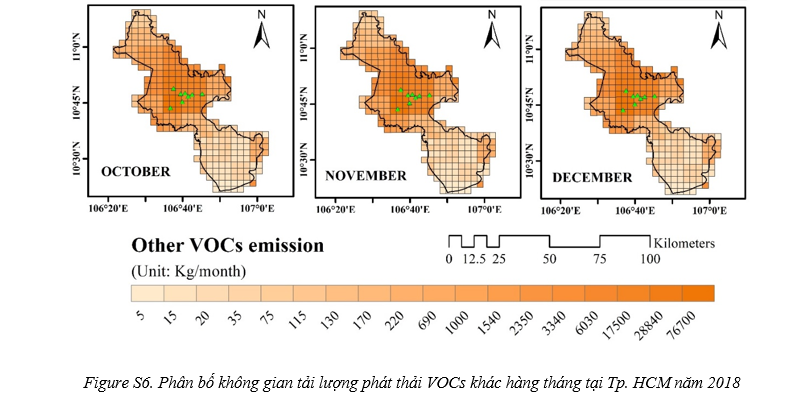 N N N
11°0'N 11°0'N 11°0'N
10°45'N 10°45'N 10°45'N
10°30'N 10°30'N 10°30'N
OCTOBER NOVEMBER DECEMBER
106°20'E 106°40'E 107°0'E 106°20'E 106°40'E 107°0'E 106°20'E 106°40'E 107°0'E
Other VOCs emission
(Unit: Kg/month)
Kilometers
0 12.5 25 50 75 100
5 15 20 35 75 115 130 170 220 690 1000 1540 2350 3340 6030 17500 28840 76700
Figure S6. Phân bố không gian tải lượng phát thải VOCs khác hàng tháng tại Tp. HCM năm 2018